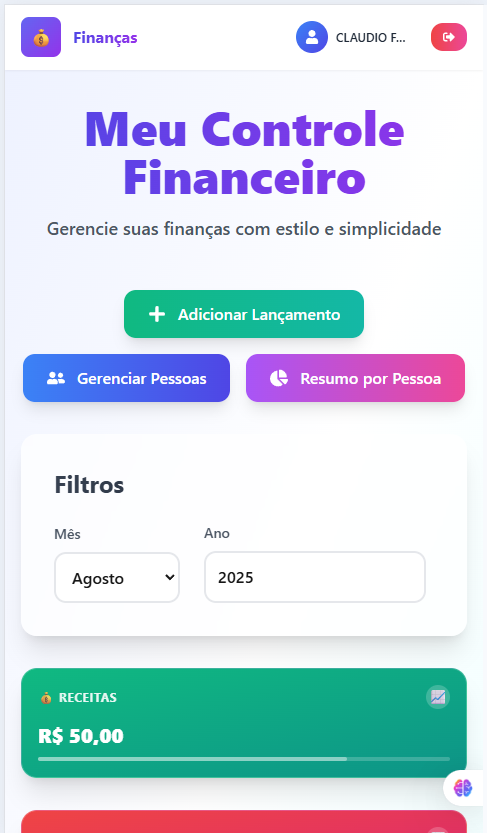 Finanças
CLAUDIO F...
Meu Controle
Financeiro
Gerencie suas finanças com estilo e simplicidade
Adicionar Lançamento
Gerenciar Pessoas
Resumo por Pessoa
Filtros
Mês
Ano
Agosto
2025
RECEITAS
R$ 50,00